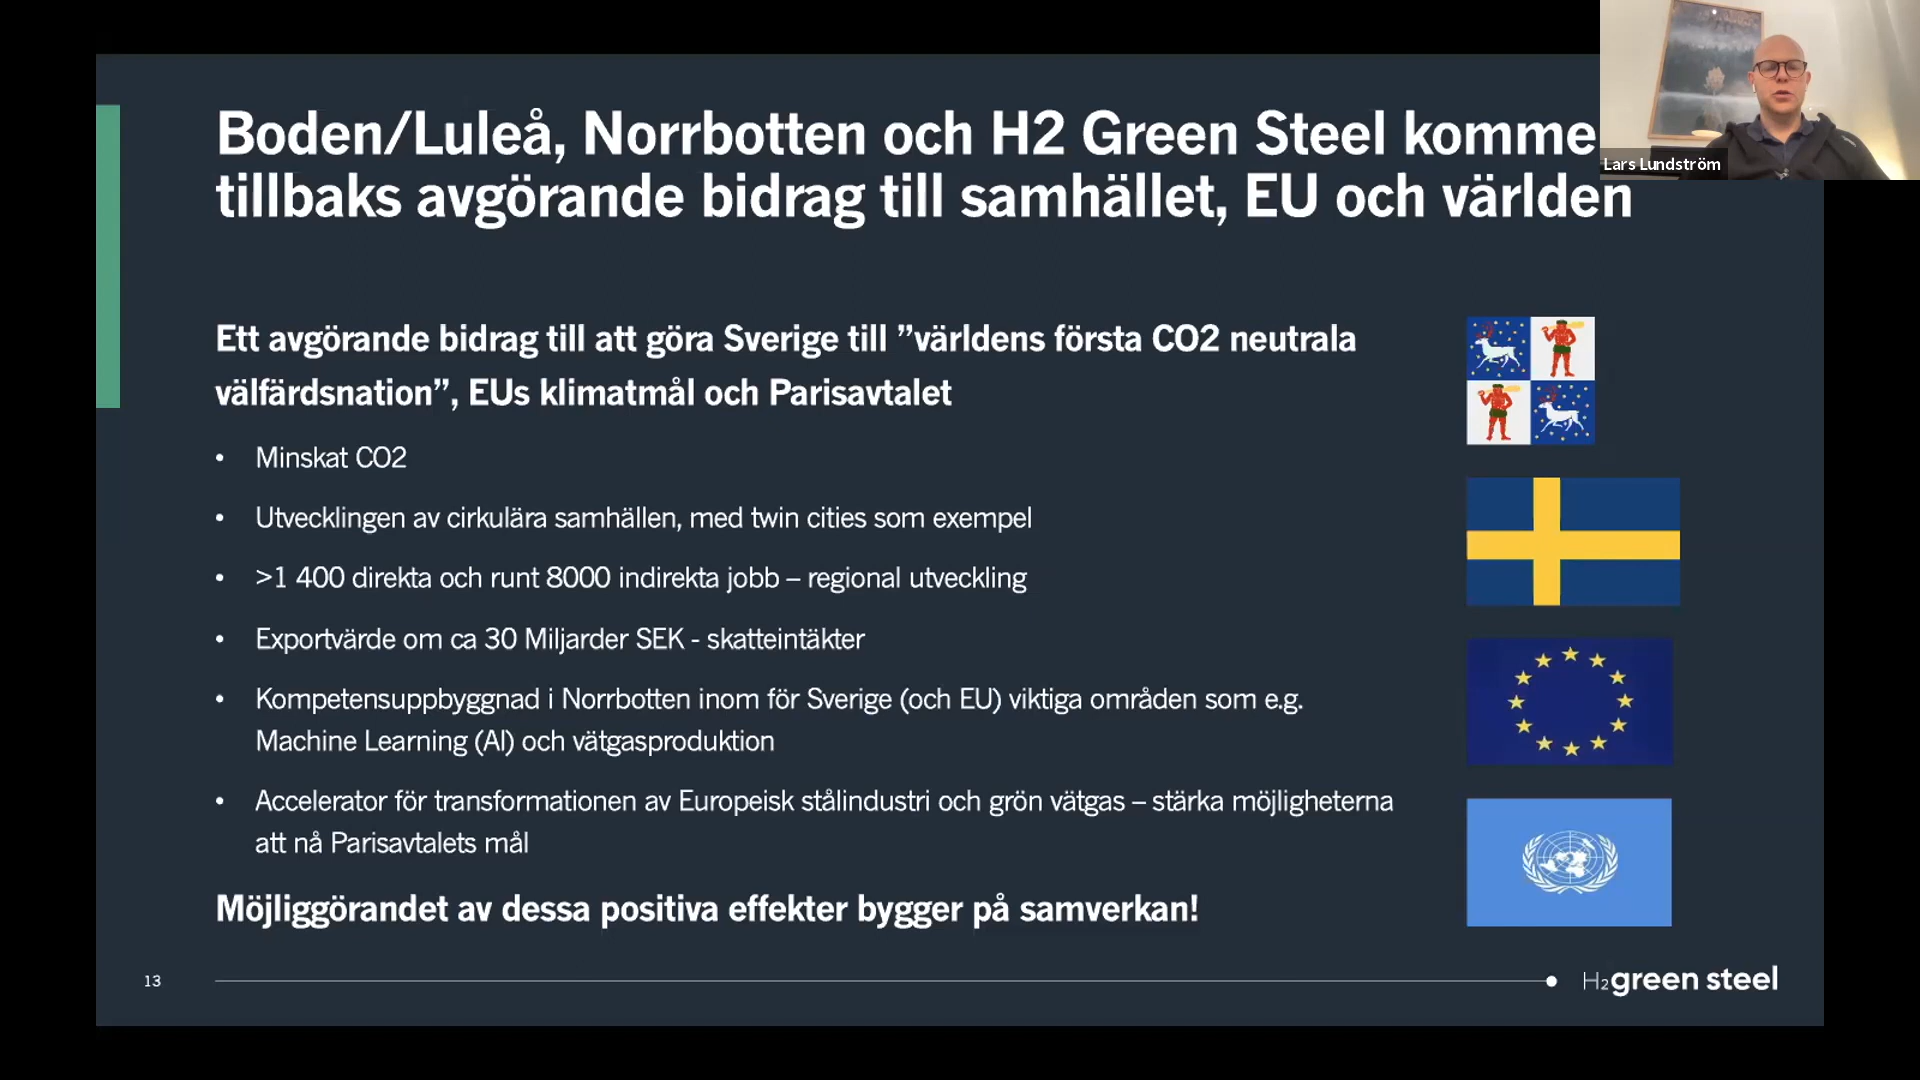 Boden/Luleå, Norrbotten och H2 Green Steel komme
tillbaks avgörande bidrag till samhället, EU och världen
Lars Lundström
Ett avgörande bidrag till att göra Sverige till ”världens första CO2 neutrala
välfärdsnation”, EUs klimatmål och Parisavtalet
• Minskat CO2
• Utvecklingen av cirkulära samhällen, med twin cities som exempel
• >1 400 direkta och runt 8000 indirekta jobb – regional utveckling
• Exportvärde om ca 30 Miljarder SEK - skatteintäkter
• Kompetensuppbyggnad i Norrbotten inom för Sverige (och EU) viktiga områden som e.g.
Machine Learning (AI) och vätgasproduktion
• Accelerator för transformationen av Europeisk stålindustri och grön vätgas – stärka möjligheterna
att nå Parisavtalets mål
Möjliggörandet av dessa positiva effekter bygger på samverkan!
13
H₂green steel